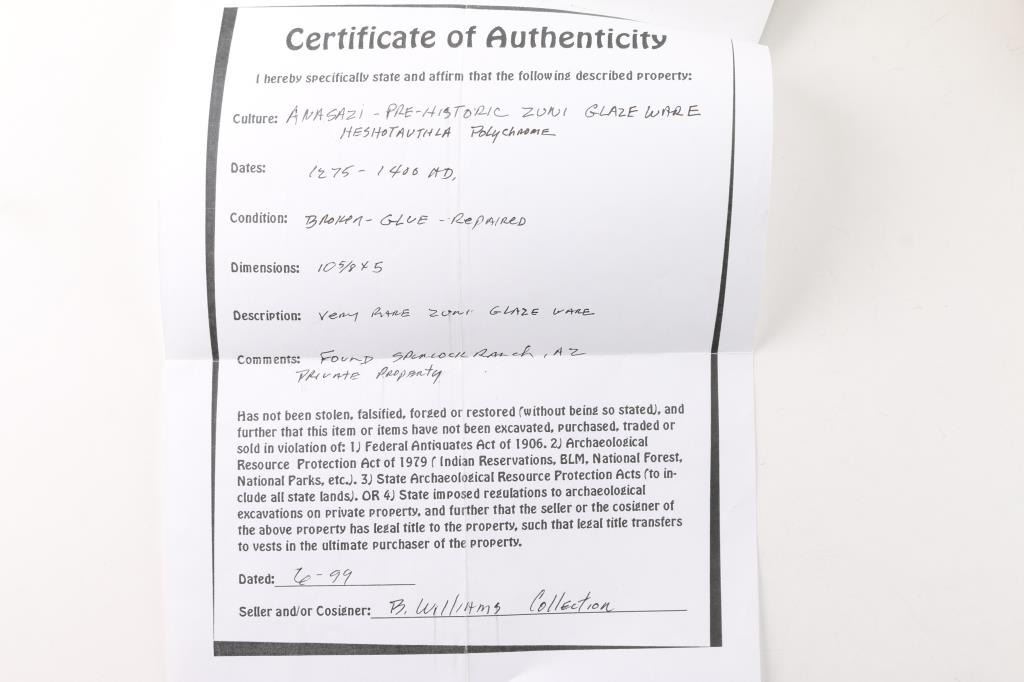 Certificate of Authenticity
I hereby specifically state and affirm that the following described property:
Culture: ANASAZI - PRE-HISTORIC ZUNI GLAZE WARE
HESHOTAUTHLA Polychrome
Dates: 1275 - 1400 AD,
Condition: BROKEN - GLUE - REPAIRED
Dimensions: 10 5/8 X 5
Description: Very RARE ZUNI GLAZE WARE
Comments: FOUND SPURLOCK RANCH, AZ
PRIVATE PROPERTY
Has not been stolen, falsified, forged or restored (without being so stated), and
further that this item or items have not been excavated, purchased, traded or
sold in violation of: 1) Federal Antiquates Act of 1906. 2) Archaeological
Resource Protection Act of 1979 ( Indian Reservations, BLM, National Forest,
National Parks, etc.). 3) State Archaeological Resource Protection Acts (to in-
clude all state lands). OR 4) State imposed regulations to archaeological
excavations on private property, and further that the seller or the cosigner of
the above property has legal title to the property, such that legal title transfers
to vests in the ultimate purchaser of the property.
Dated: 6-99
Seller and/or Cosigner: B. Williams Collection